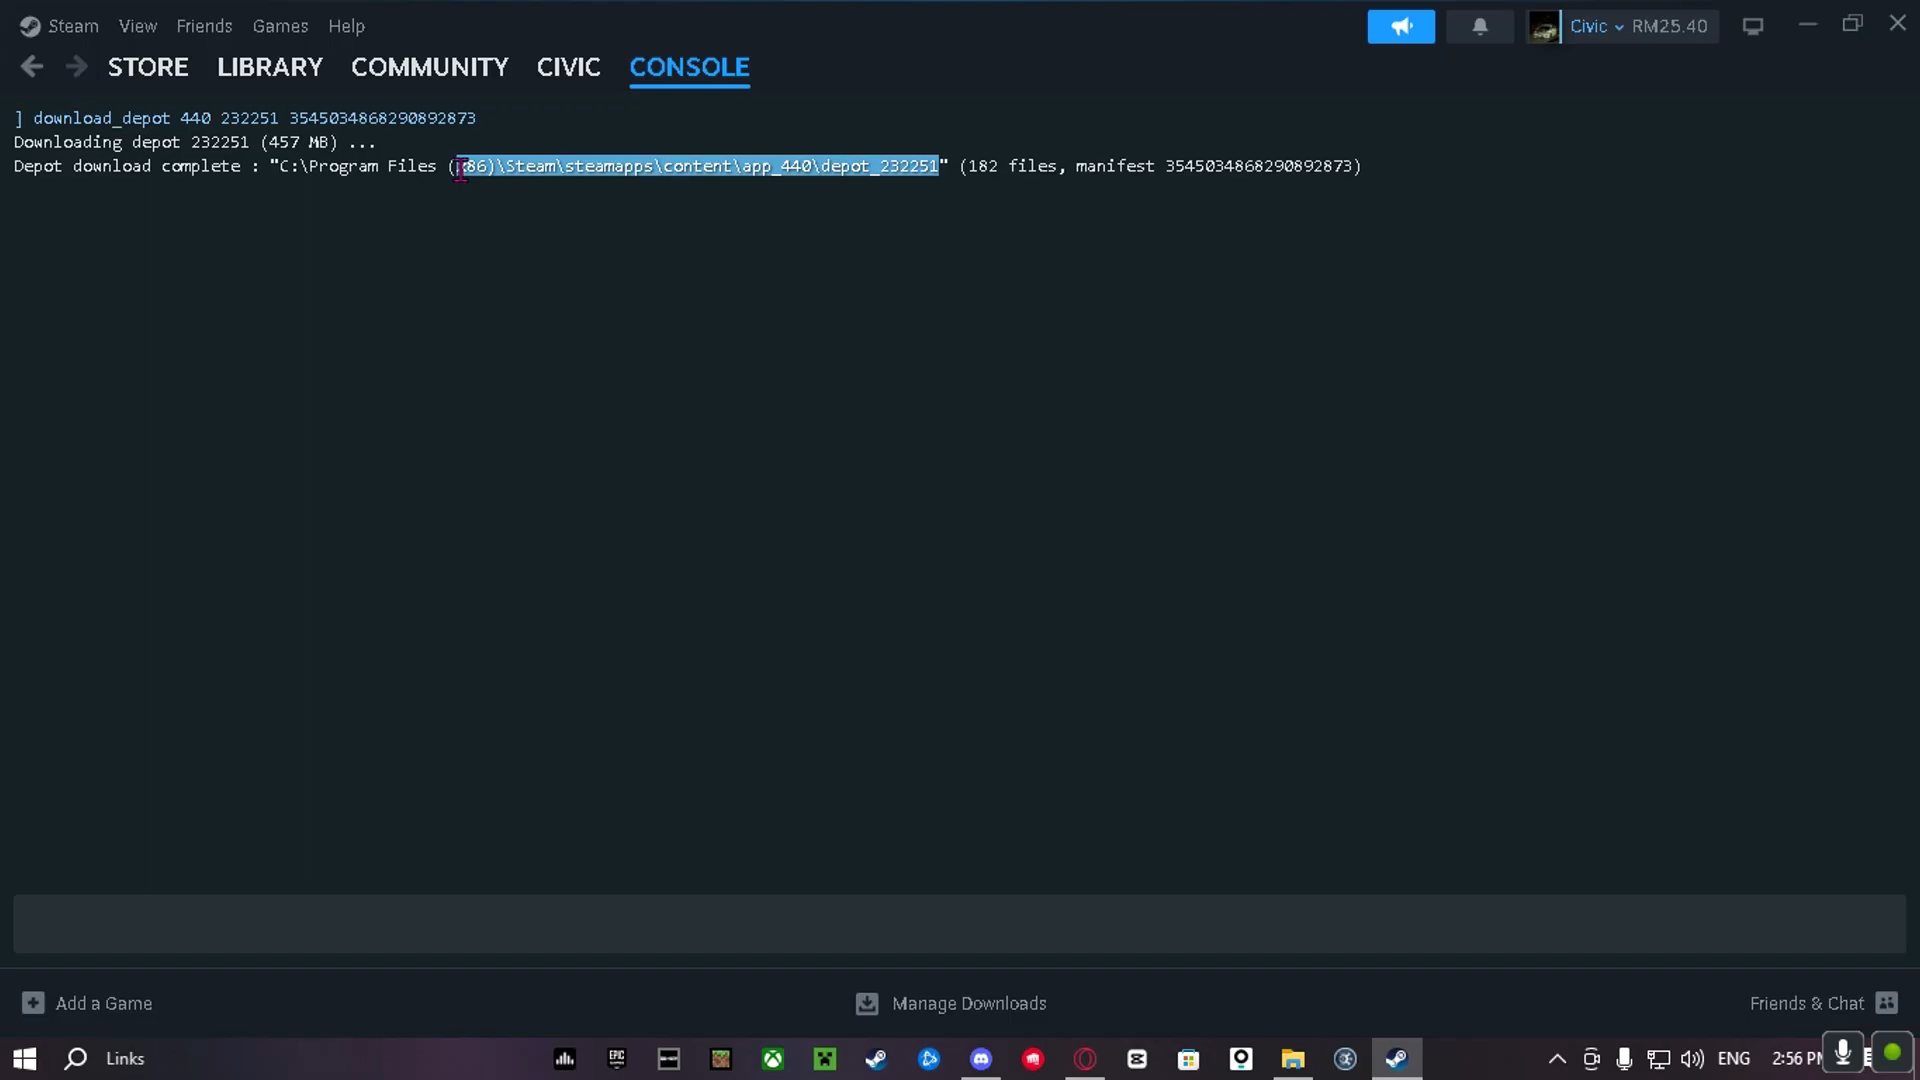 Steam View Friends Games Help
Civic RM25.40
STORE LIBRARY COMMUNITY CIVIC CONSOLE
] download_depot 440 232251 3545034868290892873
Downloading depot 232251 (457 MB) ...
Depot download complete : "C:\Program Files (x86)\Steam\steamapps\content\app_440\depot_232251" (182 files, manifest 3545034868290892873)
Add a Game
Manage Downloads
Friends & Chat
Links
EPIC
ENG
2:56 PM